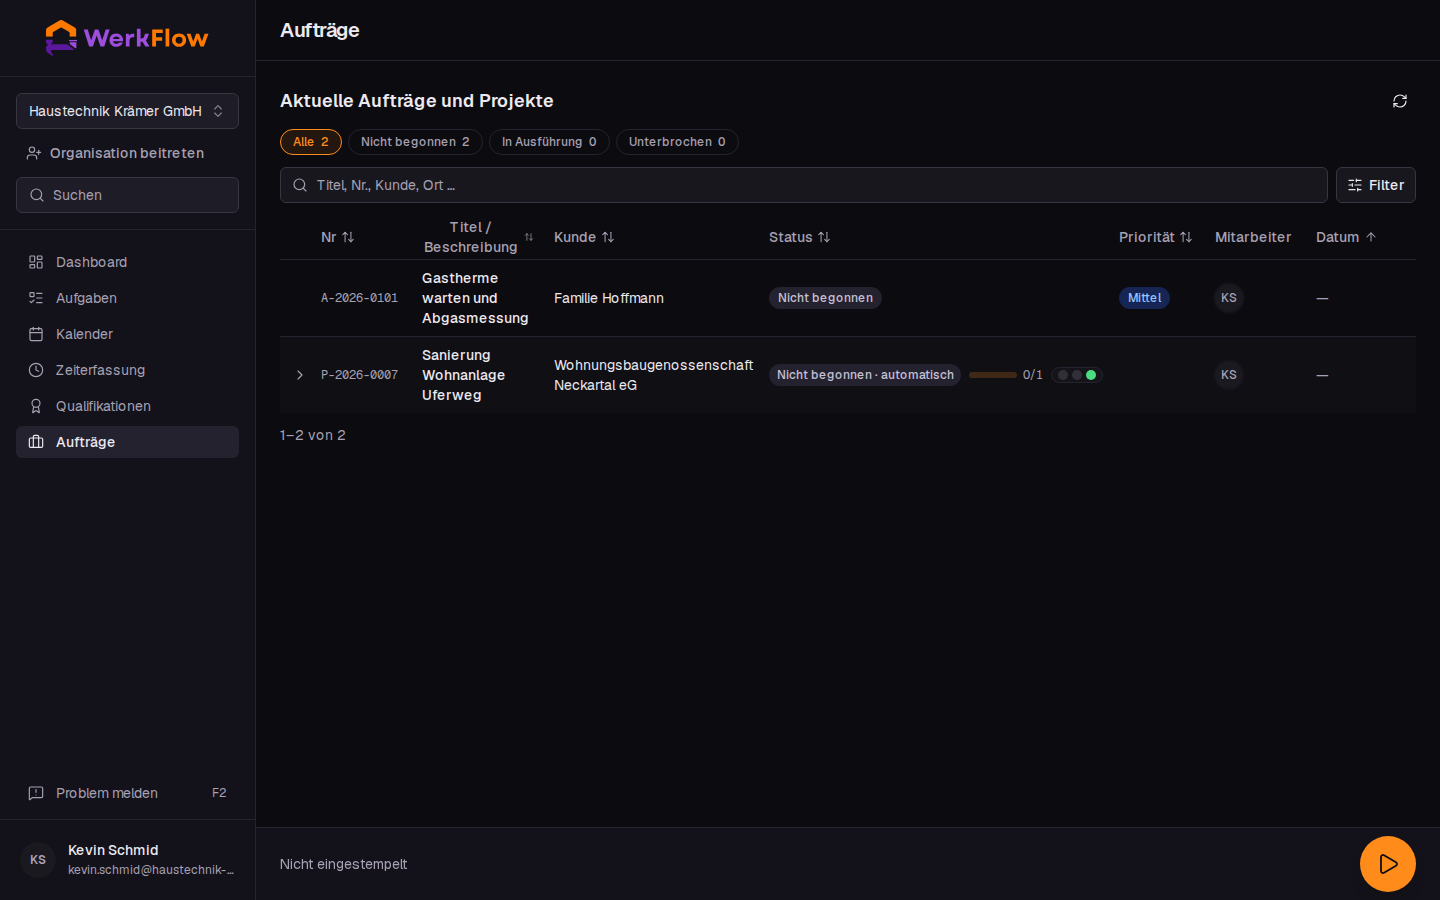 WerkFlow
Haustechnik Krämer GmbH
Organisation beitreten
Suchen
Dashboard
Aufgaben
Kalender
Zeiterfassung
Qualifikationen
Aufträge
Problem melden F2
KS
Kevin Schmid
kevin.schmid@haustechnik-…
Aufträge
Aktuelle Aufträge und Projekte
Alle 2
Nicht begonnen 2
In Ausführung 0
Unterbrochen 0
Titel, Nr., Kunde, Ort …
Filter
Nr
Titel /
Beschreibung
Kunde
Status
Priorität
Mitarbeiter
Datum
A-2026-0101
Gastherme
warten und
Abgasmessung
Familie Hoffmann
Nicht begonnen
Mittel
KS
—
P-2026-0007
Sanierung
Wohnanlage
Uferweg
Wohnungsbaugenossenschaft
Neckartal eG
Nicht begonnen · automatisch
0/1
KS
—
1–2 von 2
Nicht eingestempelt